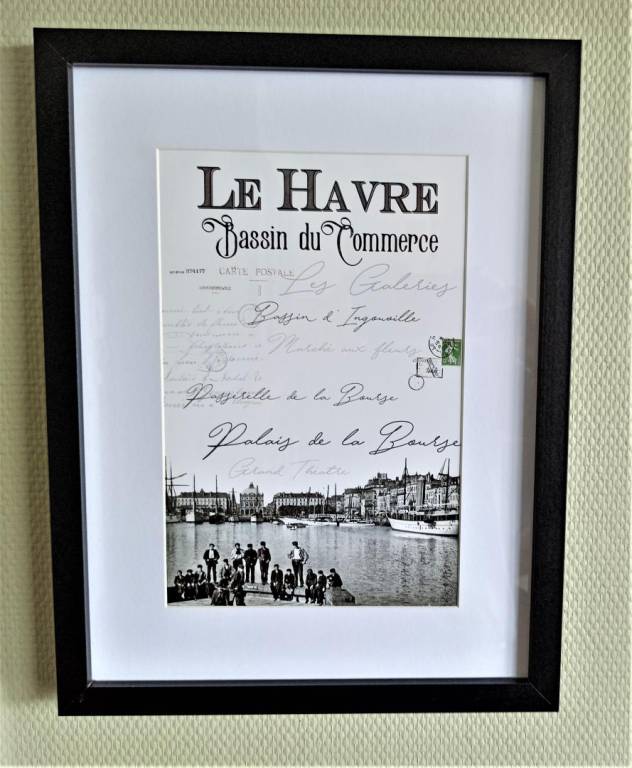 LE HAVRE
Bassin du Commerce
CARTE POSTALE
Les Galeries
Bassin d'Ingouville
Marché aux fleurs
Passerelle de la Bourse
Palais de la Bourse
Grand Theatre